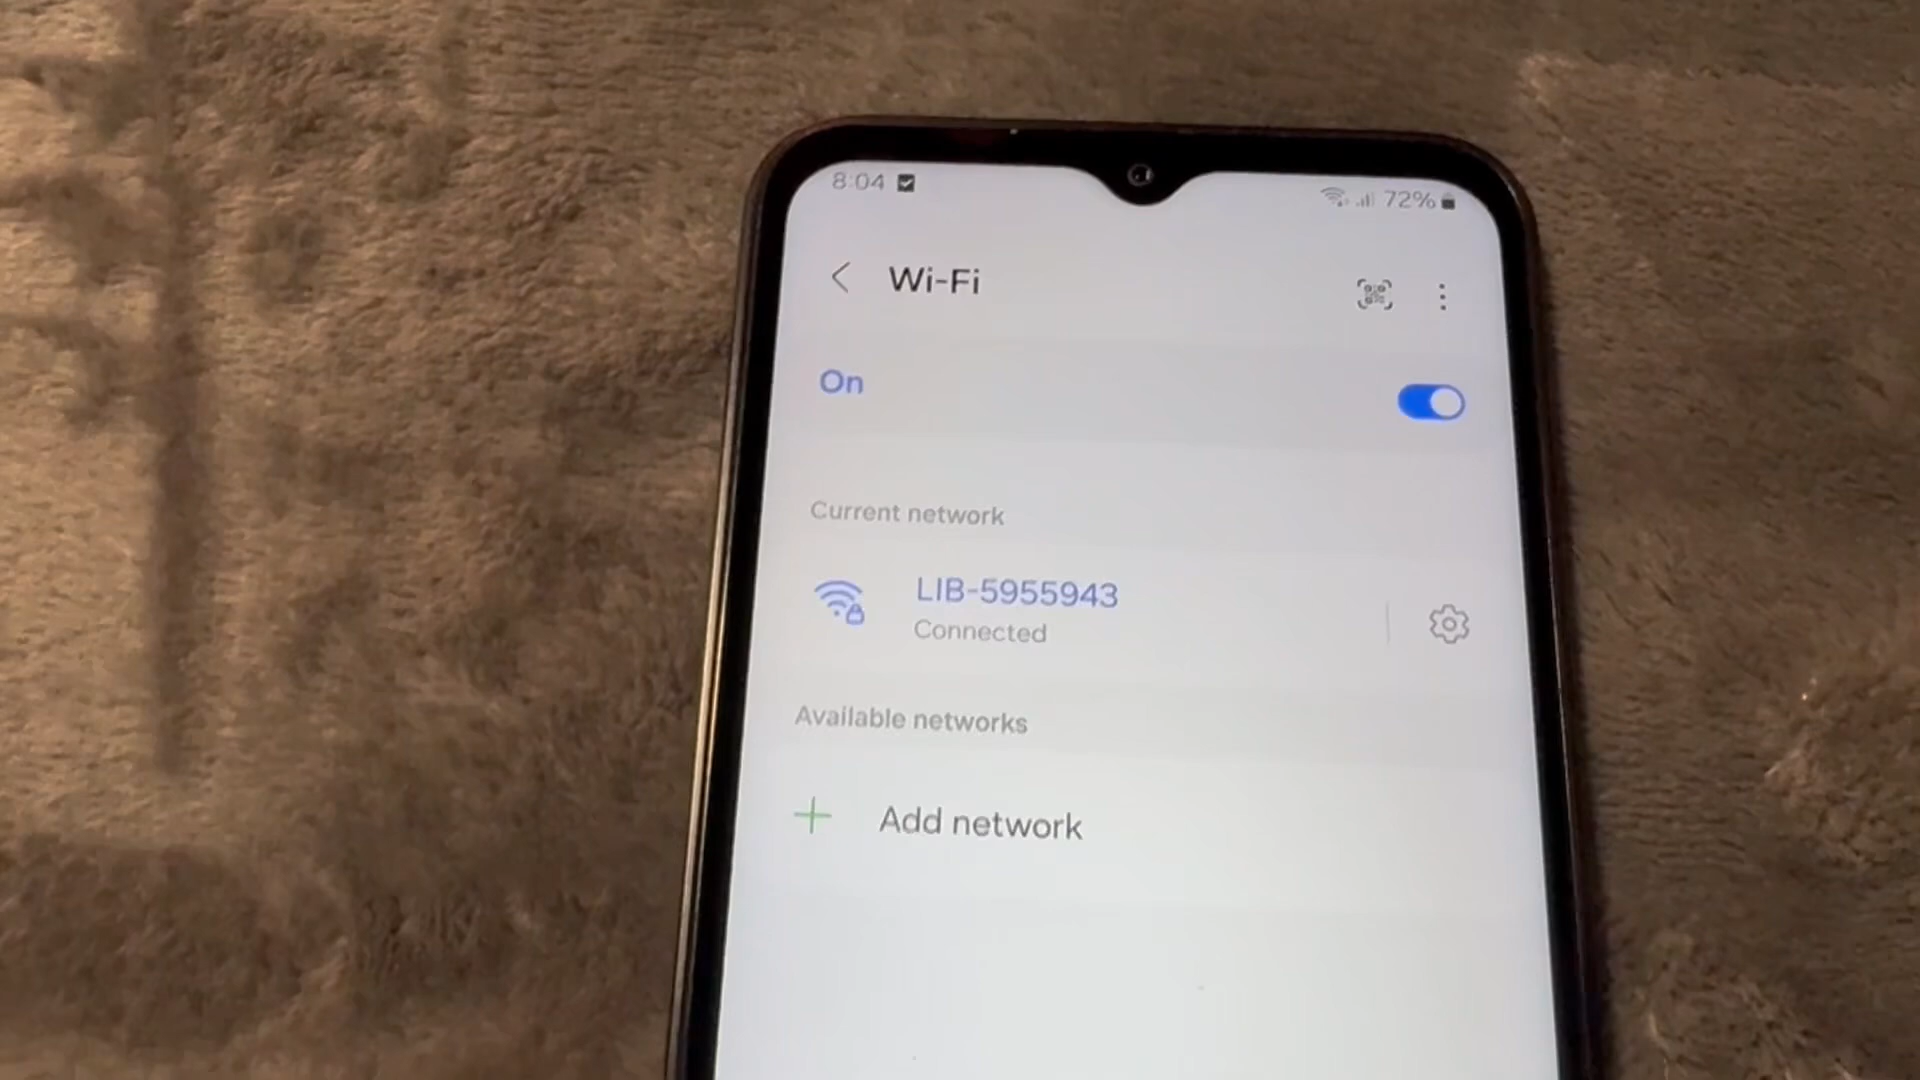 8:04 72%
Wi-Fi
On
Current network
LIB-5955943
Connected
Available networks
Add network